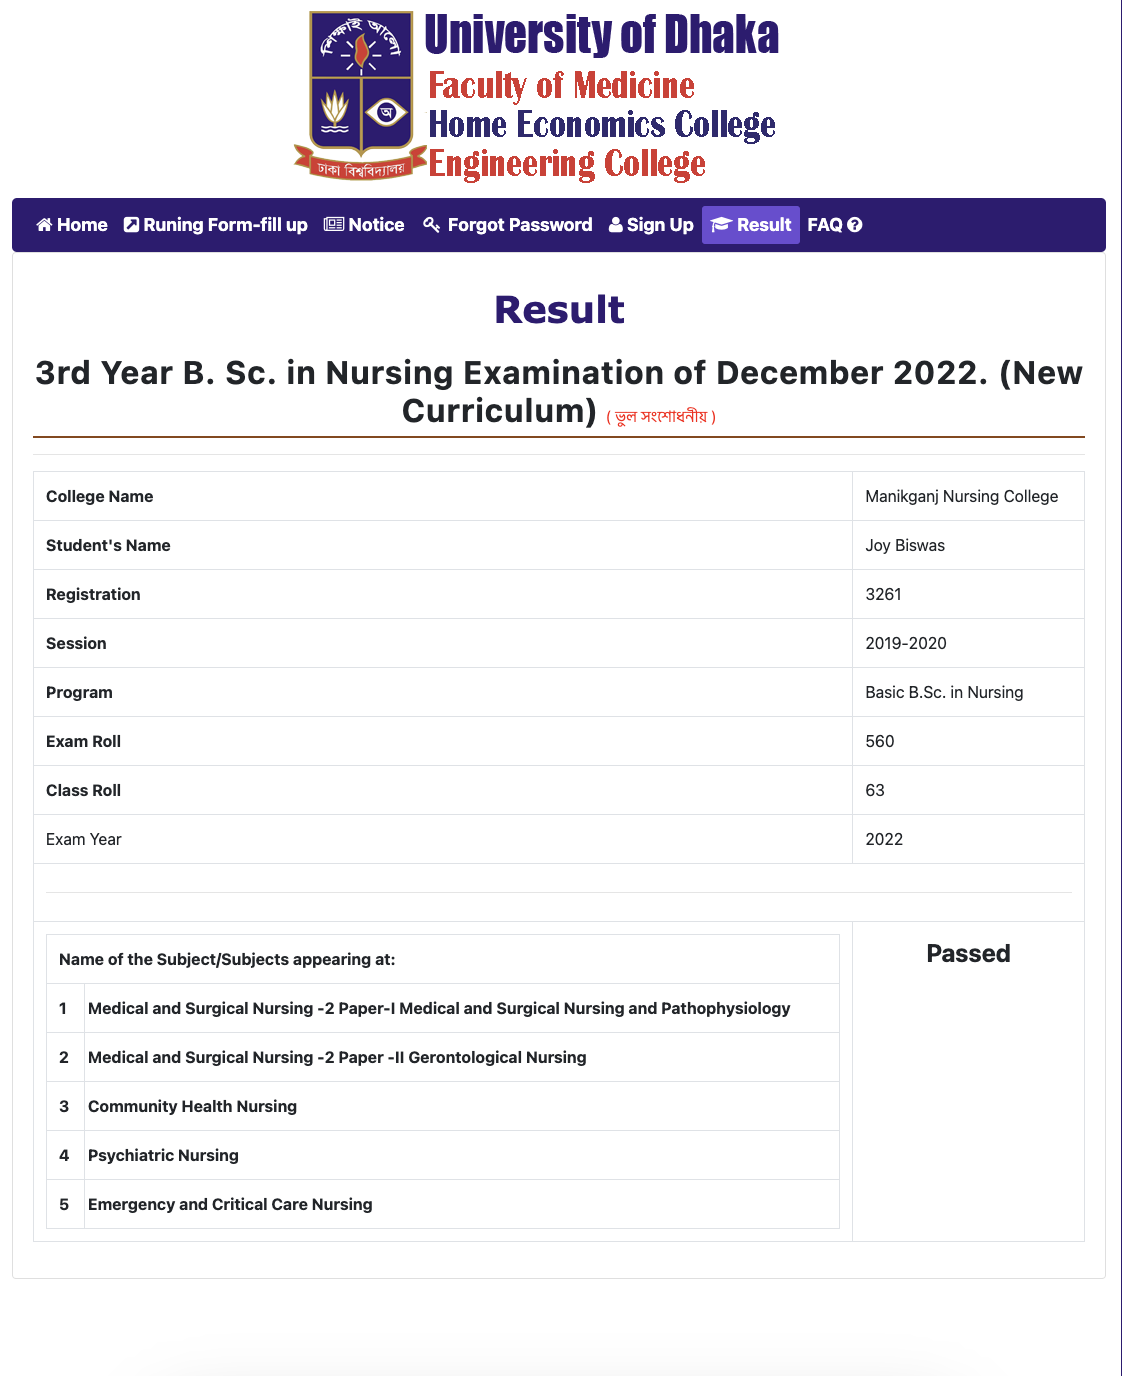 শিক্ষাই আলো
অ
ঢাকা বিশ্ববিদ্যালয়
University of Dhaka
Faculty of Medicine
Home Economics College
Engineering College
Home Runing Form-fill up Notice Forgot Password Sign Up Result FAQ
Result
3rd Year B. Sc. in Nursing Examination of December 2022. (New
Curriculum) ( ভুল সংশোধনীয় )
College Name Manikganj Nursing College
Student's Name Joy Biswas
Registration 3261
Session 2019-2020
Program Basic B.Sc. in Nursing
Exam Roll 560
Class Roll 63
Exam Year 2022
Name of the Subject/Subjects appearing at: Passed
1 Medical and Surgical Nursing -2 Paper-I Medical and Surgical Nursing and Pathophysiology
2 Medical and Surgical Nursing -2 Paper -II Gerontological Nursing
3 Community Health Nursing
4 Psychiatric Nursing
5 Emergency and Critical Care Nursing